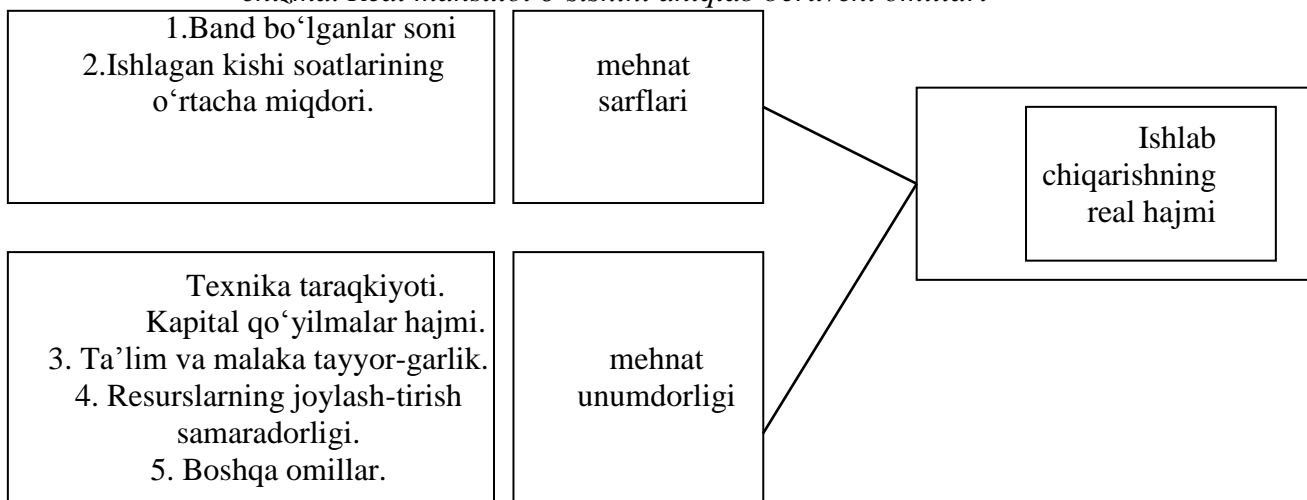 1.Band bo‘lganlar soni
2.Ishlagan kishi soatlarining
o‘rtacha miqdori.
mehnat
sarflari
Ishlab
chiqarishning
real hajmi
Texnika taraqkiyoti.
Kapital qo‘yilmalar hajmi.
3. Ta’lim va malaka tayyor-garlik.
4. Resurslarning joylash-tirish
samaradorligi.
5. Boshqa omillar.
mehnat
unumdorligi